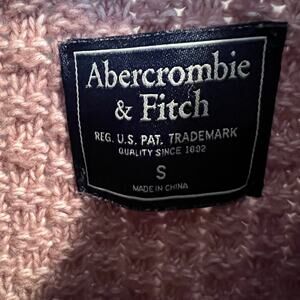 Abercrombie
& Fitch
REG. U.S. PAT. TRADEMARK
QUALITY SINCE 1892
S
MADE IN CHINA